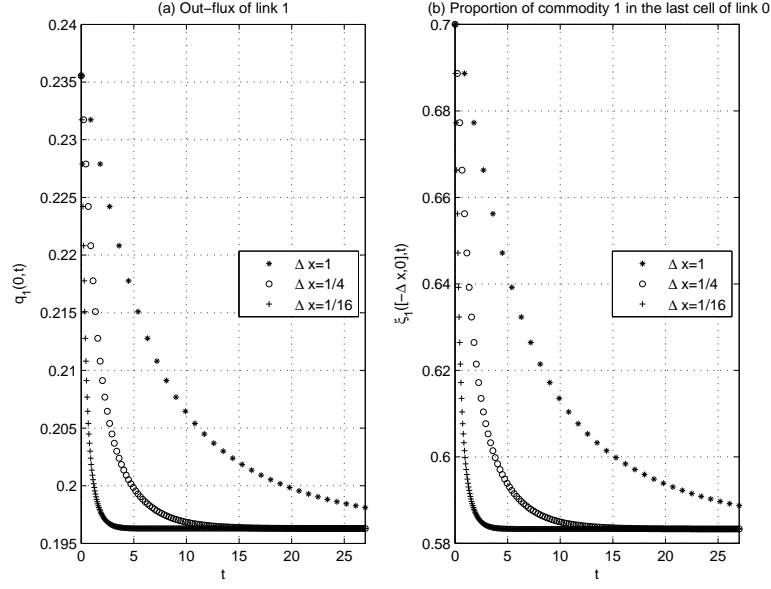 (a) Out−flux of link 1
0.24
0.235
0.23
0.225
0.22
0.215
0.21
0.205
0.2
0.195
q₁(0,t)
0 5 10 15 20 25
t
∗ Δ x=1
○ Δ x=1/4
+ Δ x=1/16
(b) Proportion of commodity 1 in the last cell of link 0
0.7
0.68
0.66
0.64
0.62
0.6
0.58
ξ₁([−Δ x,0],t)
0 5 10 15 20 25
t
∗ Δ x=1
○ Δ x=1/4
+ Δ x=1/16